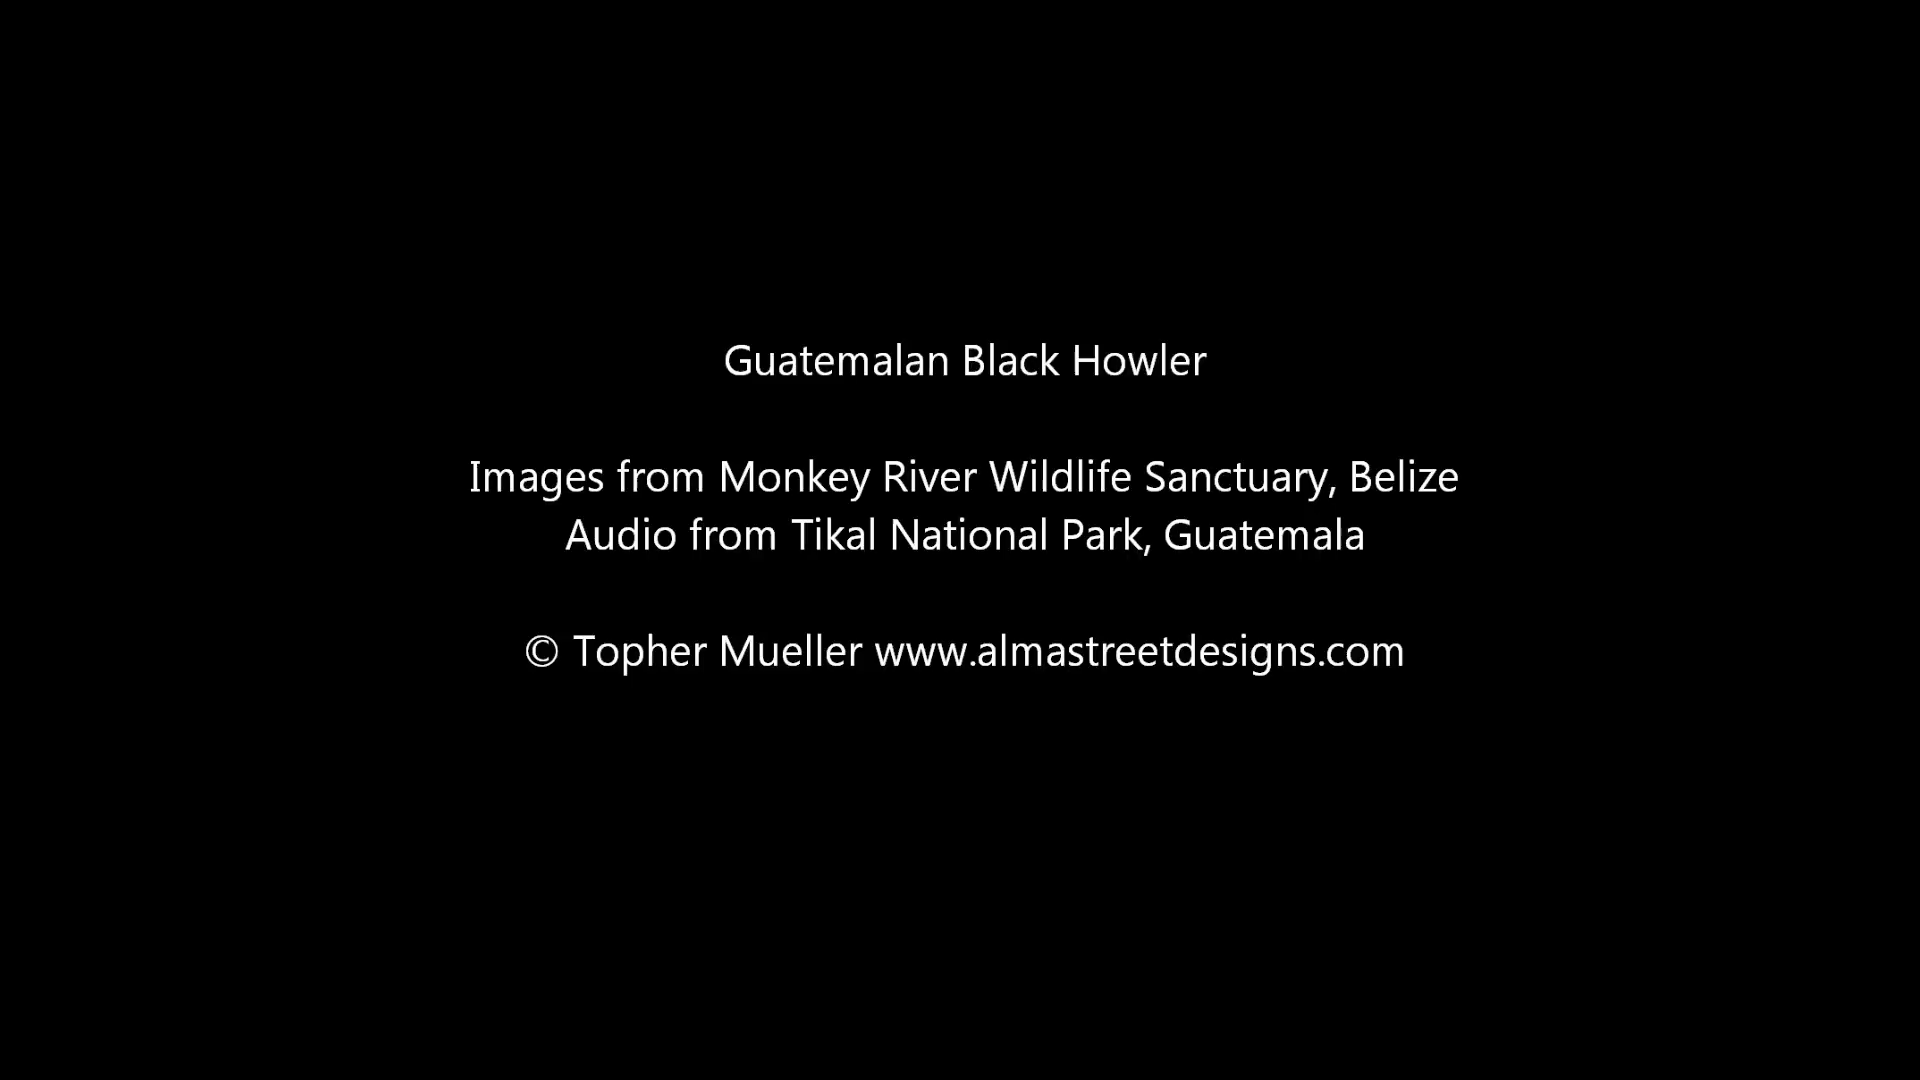 Guatemalan Black Howler
Images from Monkey River Wildlife Sanctuary, Belize
Audio from Tikal National Park, Guatemala
© Topher Mueller www.almastreetdesigns.com